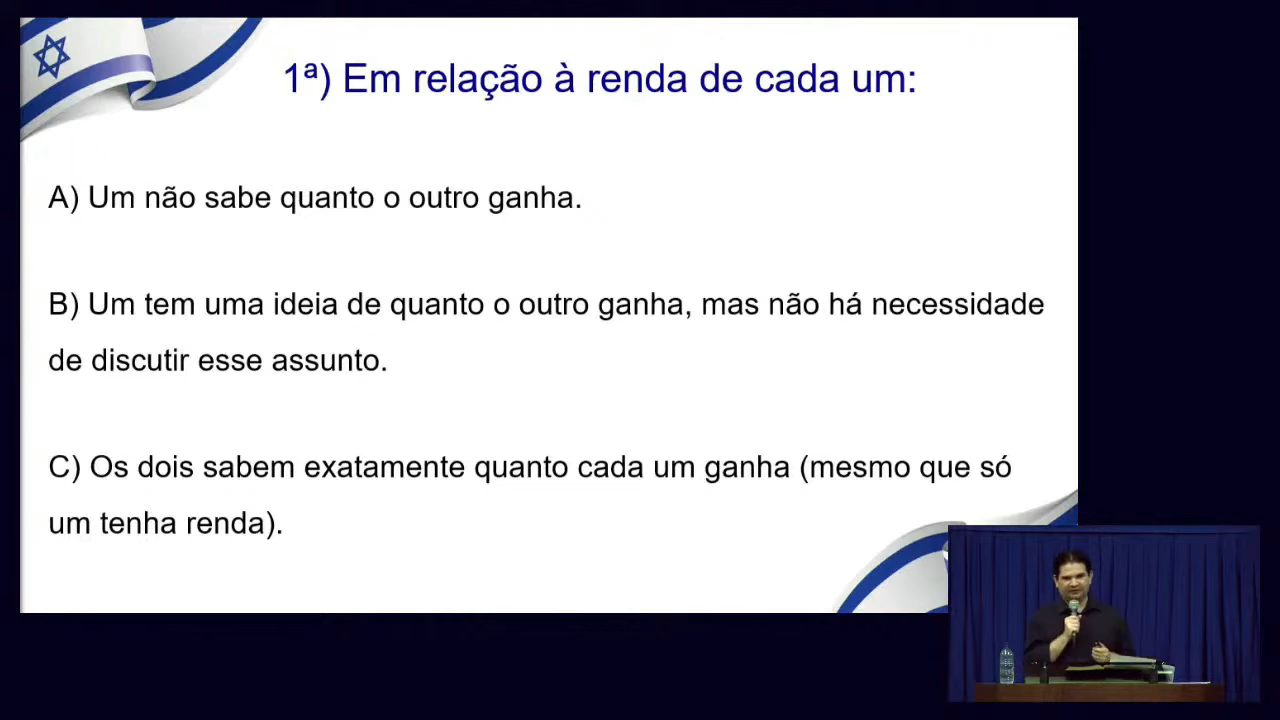 1ª) Em relação à renda de cada um:
A) Um não sabe quanto o outro ganha.
B) Um tem uma ideia de quanto o outro ganha, mas não há necessidade
de discutir esse assunto.
C) Os dois sabem exatamente quanto cada um ganha (mesmo que só
um tenha renda).